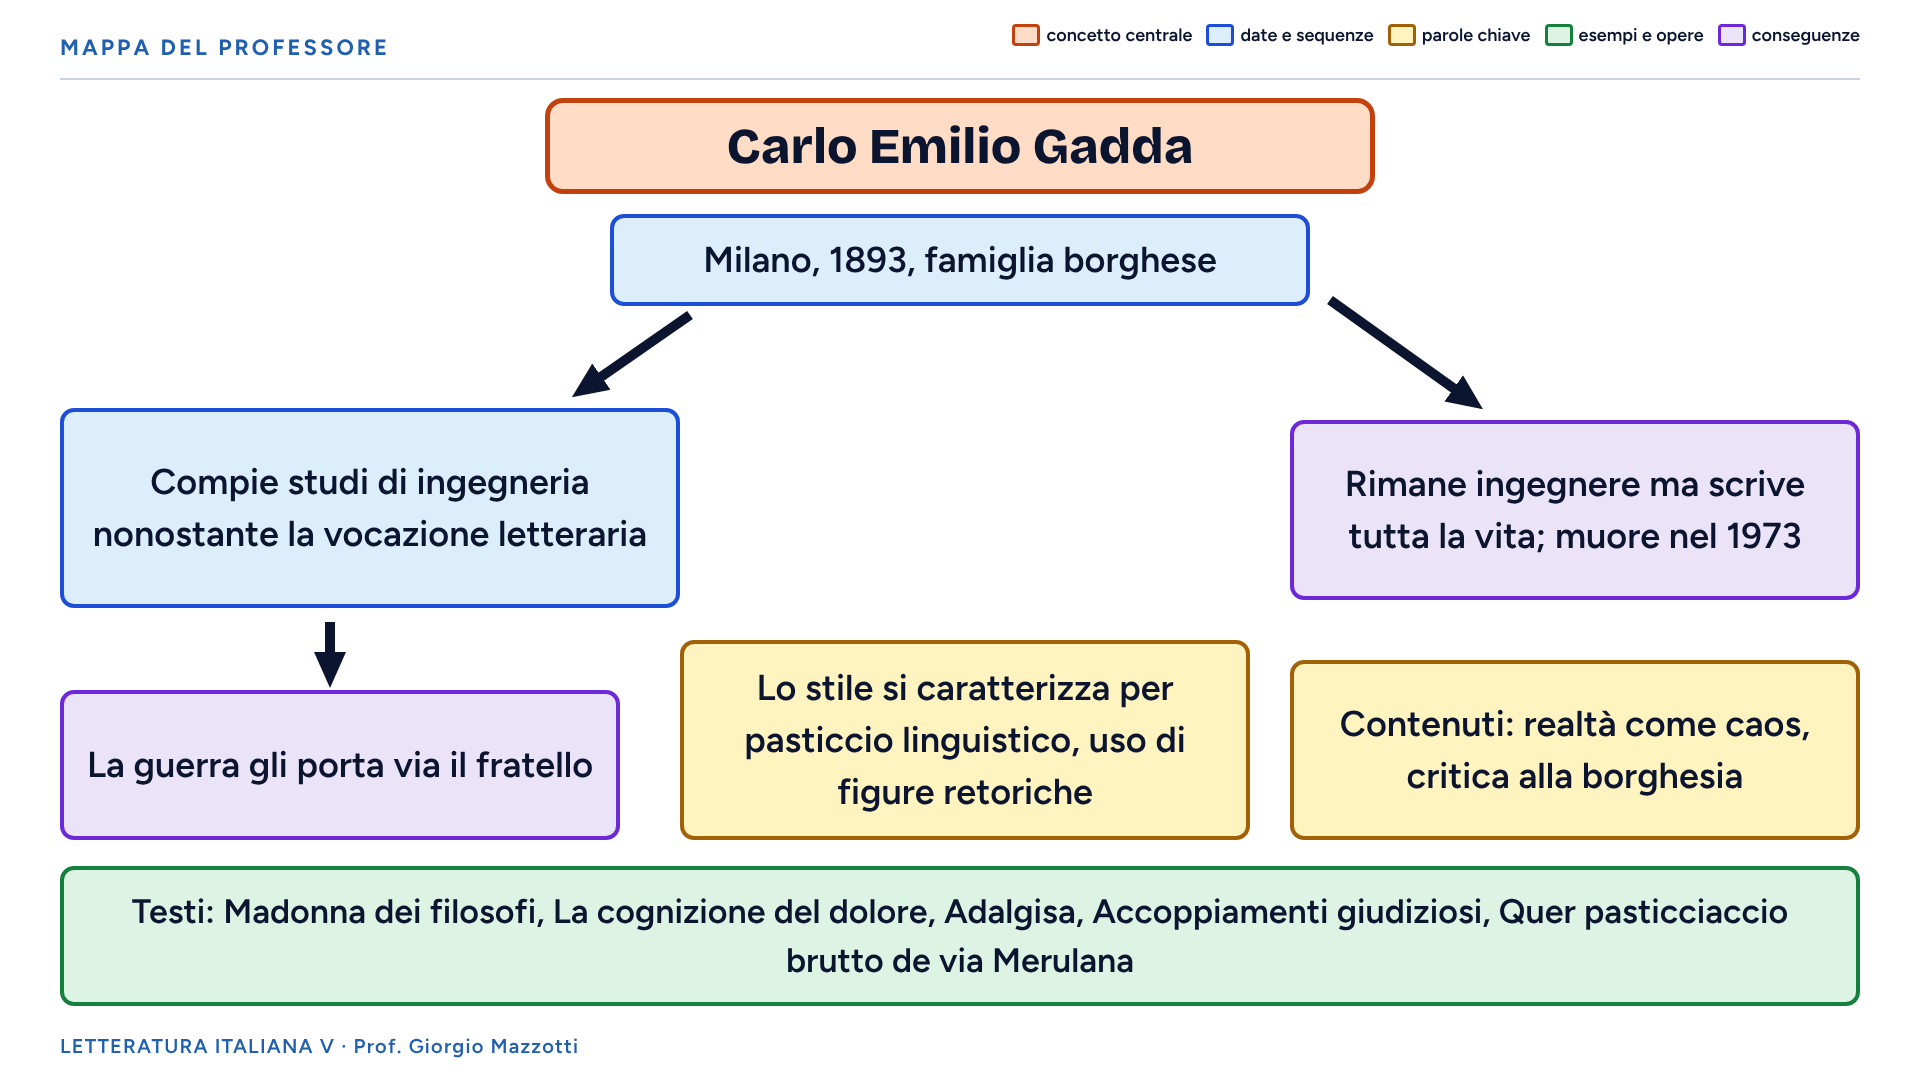 MAPPA DEL PROFESSORE
concetto centrale
date e sequenze
parole chiave
esempi e opere
conseguenze
Carlo Emilio Gadda
Milano, 1893, famiglia borghese
Compie studi di ingegneria
nonostante la vocazione letteraria
Rimane ingegnere ma scrive
tutta la vita; muore nel 1973
La guerra gli porta via il fratello
Lo stile si caratterizza per
pasticcio linguistico, uso di
figure retoriche
Contenuti: realtà come caos,
critica alla borghesia
Testi: Madonna dei filosofi, La cognizione del dolore, Adalgisa, Accoppiamenti giudiziosi, Quer pasticciaccio
brutto de via Merulana
LETTERATURA ITALIANA V · Prof. Giorgio Mazzotti